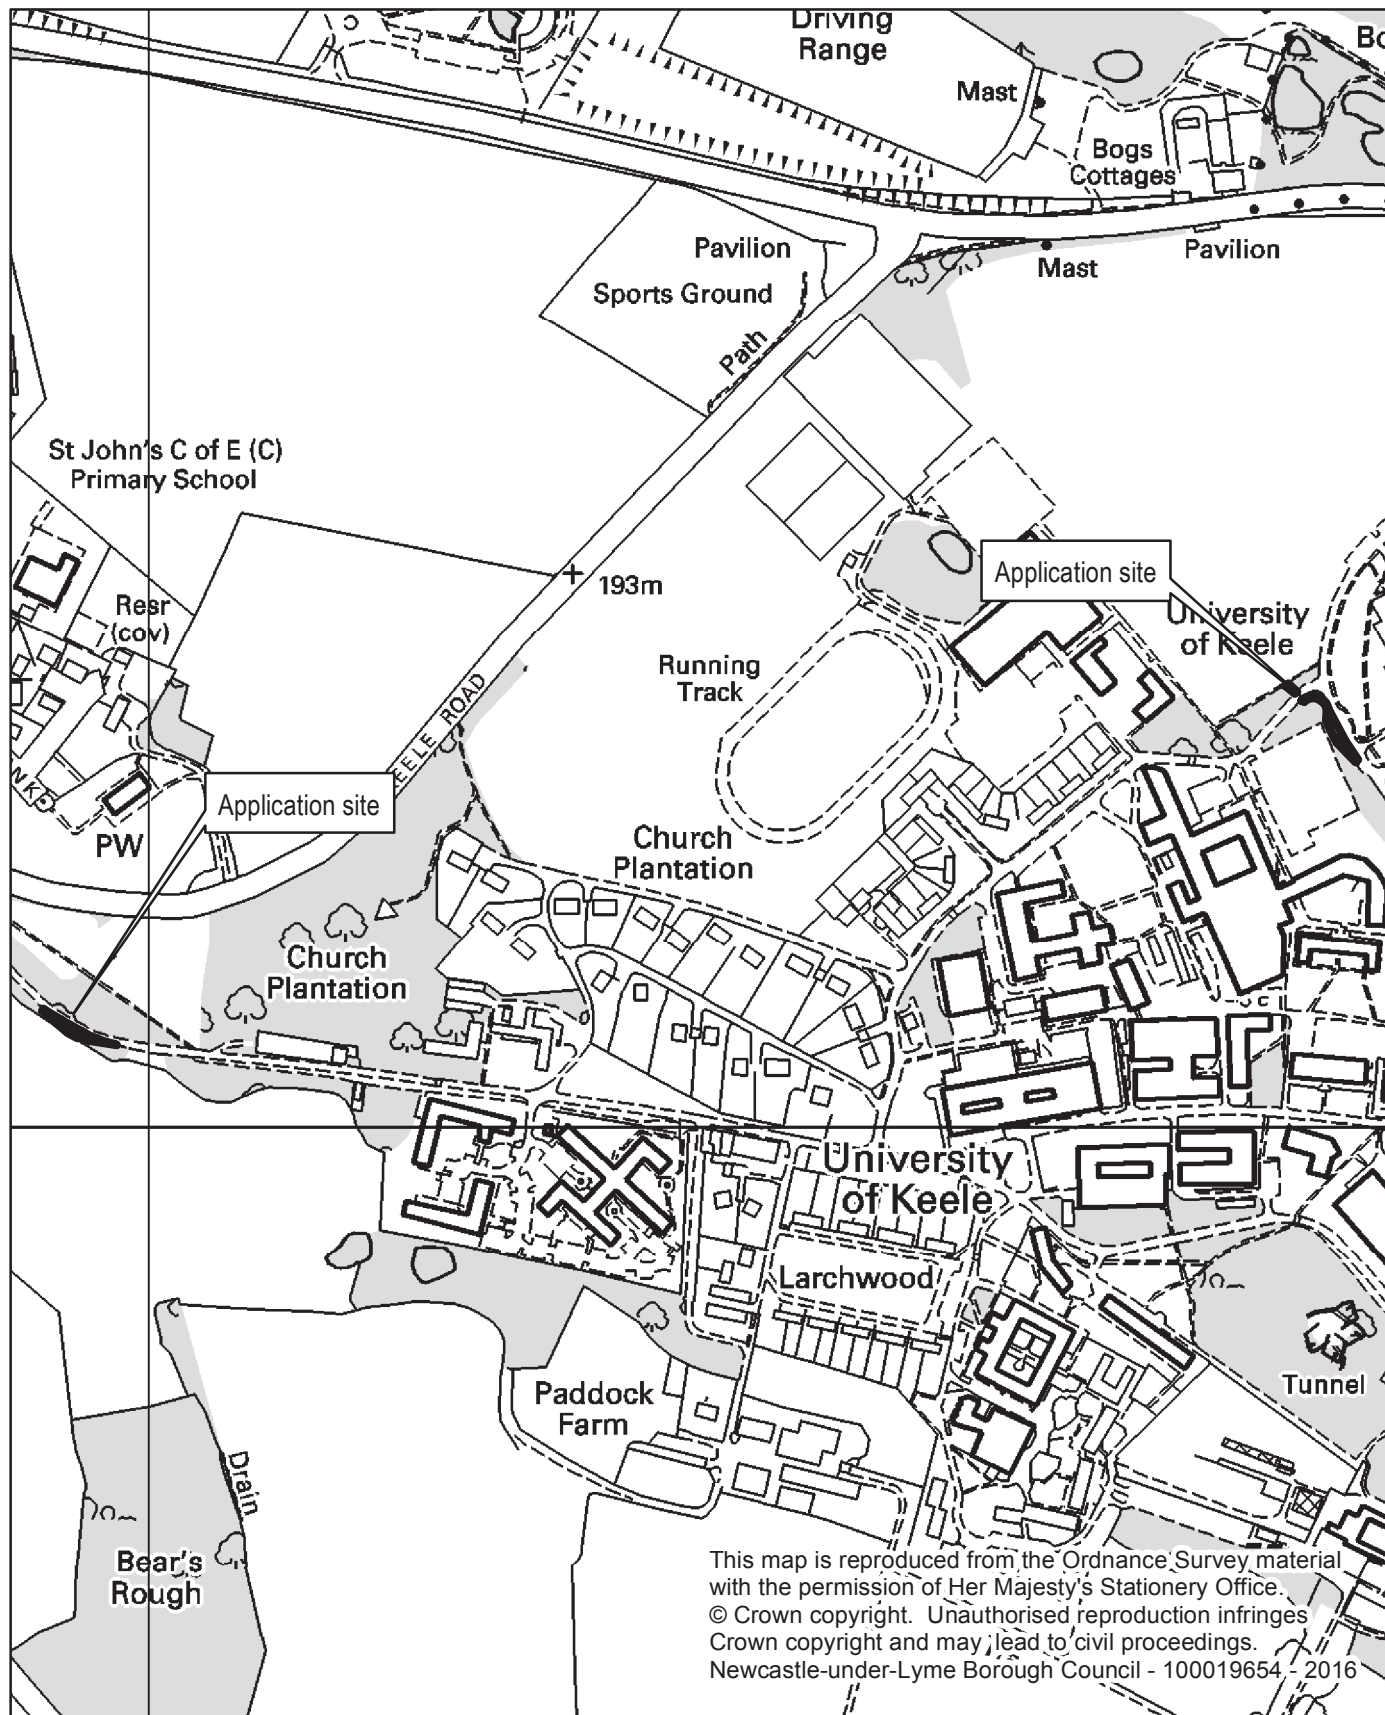 Driving
Range
Bo
Mast
Bogs
Cottages
Pavilion
Mast
Pavilion
Sports Ground
Path
St John's C of E (C)
Primary School
193m
Application site
Resr
(cov)
University
of Keele
Running
Track
EELE ROAD
Application site
PW
Church
Plantation
Church
Plantation
University
of Keele
Larchwood
Tunnel
Paddock
Farm
Drain
Bear's
Rough
This map is reproduced from the Ordnance Survey material
with the permission of Her Majesty's Stationery Office.
© Crown copyright. Unauthorised reproduction infringes
Crown copyright and may lead to civil proceedings.
Newcastle-under-Lyme Borough Council - 100019654 - 2016